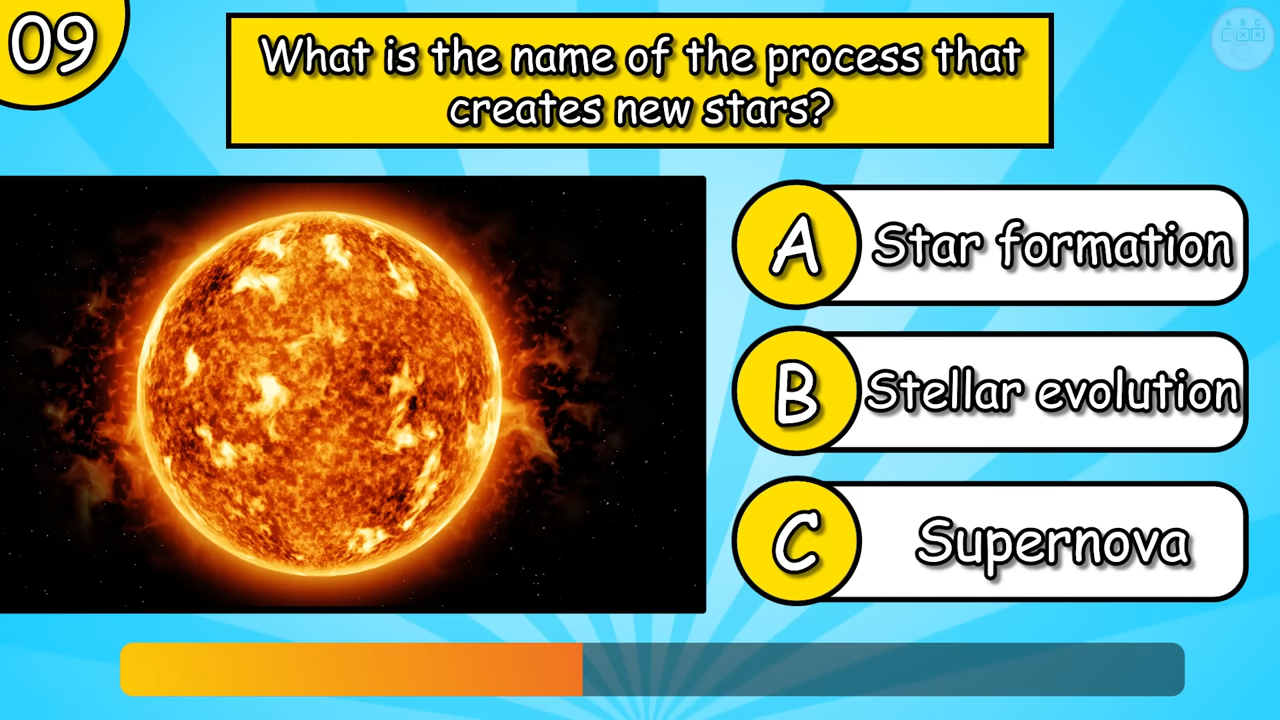 09
What is the name of the process that
creates new stars?
A Star formation
B Stellar evolution
C Supernova
A B C